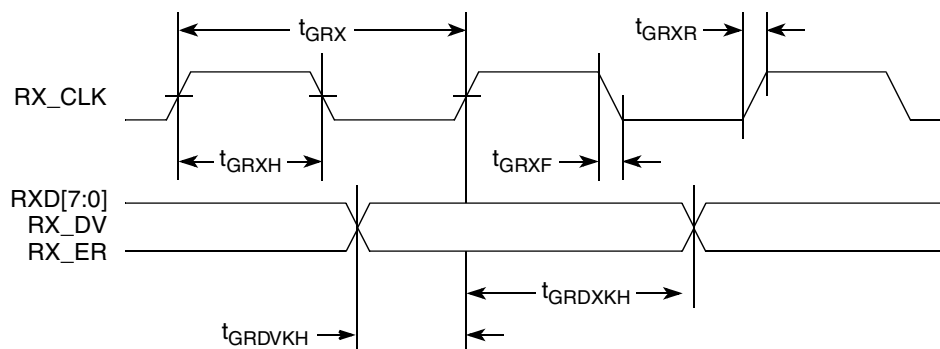 tGRX
tGRXR
RX_CLK
tGRXH
tGRXF
RXD[7:0]
RX_DV
RX_ER
tGRDXKH
tGRDVKH